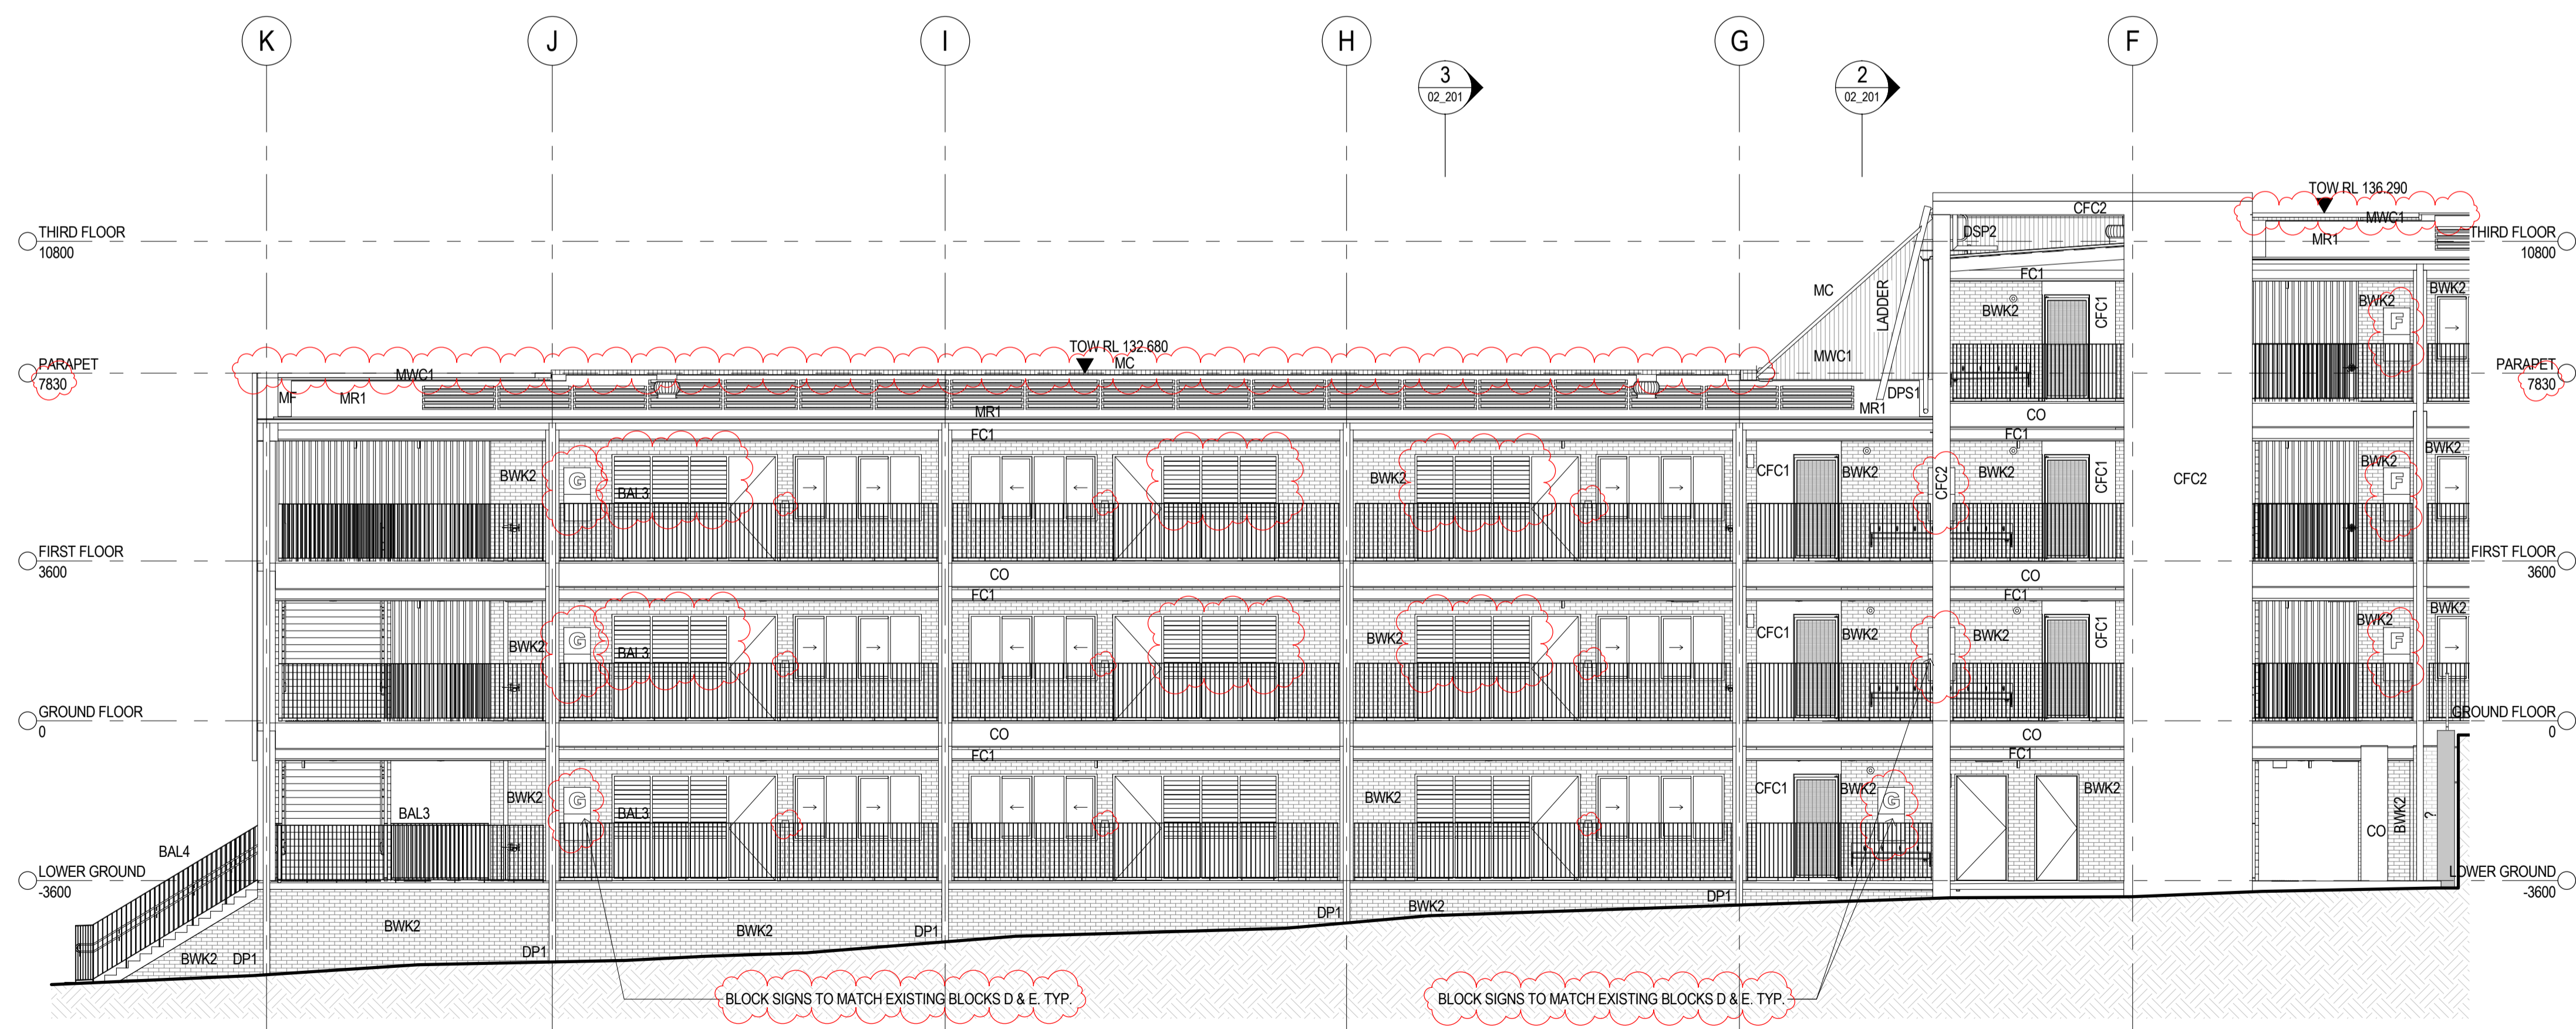 K J I H G F
3
02_201
2
02_201
TOW RL 136.290
CFC2
MWC1
DSP2
THIRD FLOOR
10800
MR1
THIRD FLOOR
10800
FC1
MC
LADDER
BWK2
CFC1
BWK2
BWK2
F
TOW RL 132.680
MC
MWC1
PARAPET
7830
MWC1
PARAPET
7830
MF
MR1
DPS1
MR1
MR1
CO
FC1
FC1
BWK2
G
BAL3
BWK2
CFC1
BWK2
CFC2
BWK2
CFC1
CFC2
BWK2
F
BWK2
FIRST FLOOR
3600
FIRST FLOOR
3600
CO
CO
FC1
FC1
BWK2
G
BAL3
BWK2
CFC1
BWK2
BWK2
CFC1
BWK2
F
BWK2
GROUND FLOOR
0
GROUND FLOOR
0
CO
CO
FC1
FC1
BWK2
G
BAL3
BAL3
BWK2
CFC1
BWK2
G
BWK2
CO
BWK2
?
BAL4
LOWER GROUND
-3600
LOWER GROUND
-3600
DP1
BWK2
DP1
BWK2
BWK2
DP1
DP1
BWK2
DP1
BLOCK SIGNS TO MATCH EXISTING BLOCKS D & E. TYP.
BLOCK SIGNS TO MATCH EXISTING BLOCKS D & E. TYP.